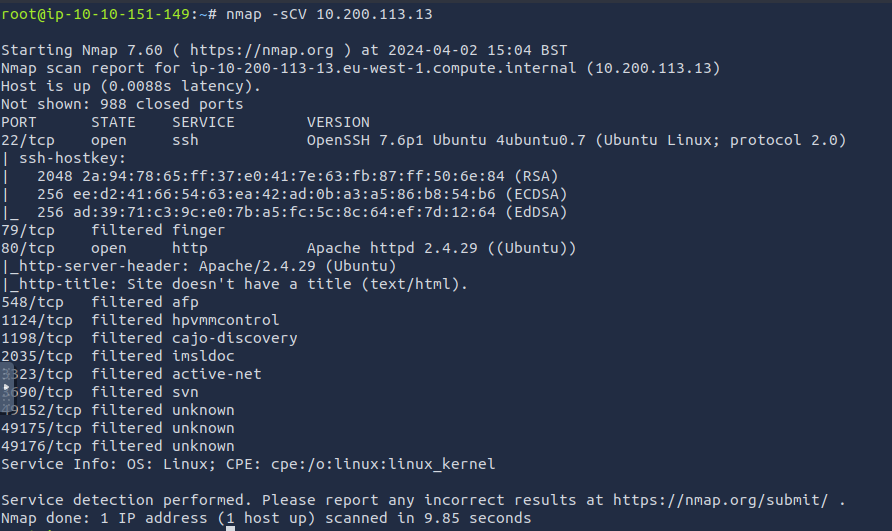 root@ip-10-10-151-149:~# nmap -sCV 10.200.113.13
Starting Nmap 7.60 ( https://nmap.org ) at 2024-04-02 15:04 BST
Nmap scan report for ip-10-200-113-13.eu-west-1.compute.internal (10.200.113.13)
Host is up (0.0088s latency).
Not shown: 988 closed ports
PORT      STATE    SERVICE        VERSION
22/tcp    open     ssh            OpenSSH 7.6p1 Ubuntu 4ubuntu0.7 (Ubuntu Linux; protocol 2.0)
| ssh-hostkey:
|   2048 2a:94:78:65:ff:37:e0:41:7e:63:fb:87:ff:50:6e:84 (RSA)
|   256 ee:d2:41:66:54:63:ea:42:ad:0b:a3:a5:86:b8:54:b6 (ECDSA)
|_  256 ad:39:71:c3:9c:e0:7b:a5:fc:5c:8c:64:ef:7d:12:64 (EdDSA)
79/tcp    filtered finger
80/tcp    open     http           Apache httpd 2.4.29 ((Ubuntu))
|_http-server-header: Apache/2.4.29 (Ubuntu)
|_http-title: Site doesn't have a title (text/html).
548/tcp   filtered afp
1124/tcp  filtered hpvmmcontrol
1198/tcp  filtered cajo-discovery
2035/tcp  filtered imsldoc
filtered active-net
filtered svn
49152/tcp filtered unknown
49175/tcp filtered unknown
49176/tcp filtered unknown
Service Info: OS: Linux; CPE: cpe:/o:linux:linux_kernel
Service detection performed. Please report any incorrect results at https://nmap.org/submit/ .
Nmap done: 1 IP address (1 host up) scanned in 9.85 seconds